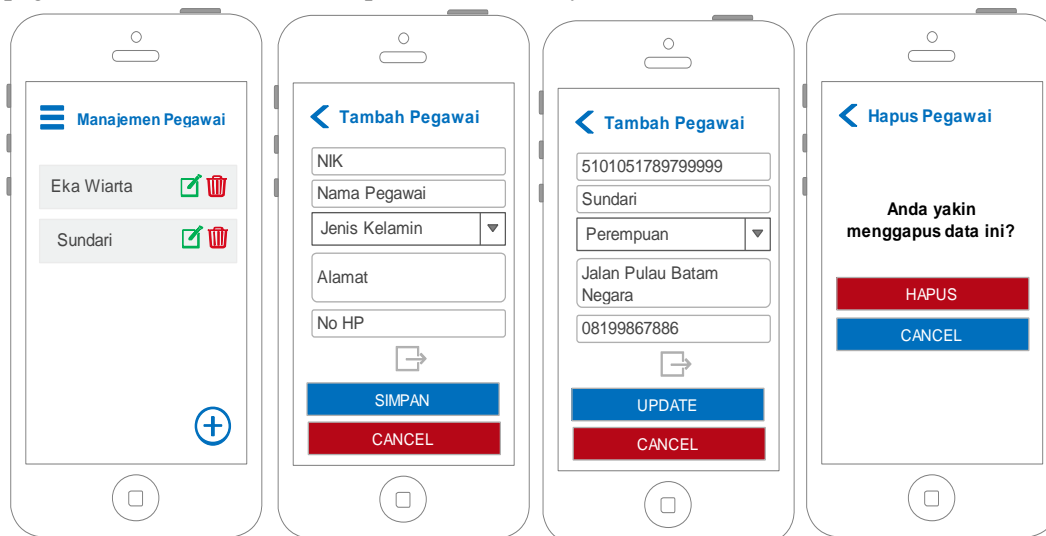 Manajemen Pegawai
Eka Wiarta
Sundari
Tambah Pegawai
NIK
Nama Pegawai
Jenis Kelamin
Alamat
No HP
SIMPAN
CANCEL
Tambah Pegawai
5101051789799999
Sundari
Perempuan
Jalan Pulau Batam
Negara
08199867886
UPDATE
CANCEL
Hapus Pegawai
Anda yakin
menggapus data ini?
HAPUS
CANCEL